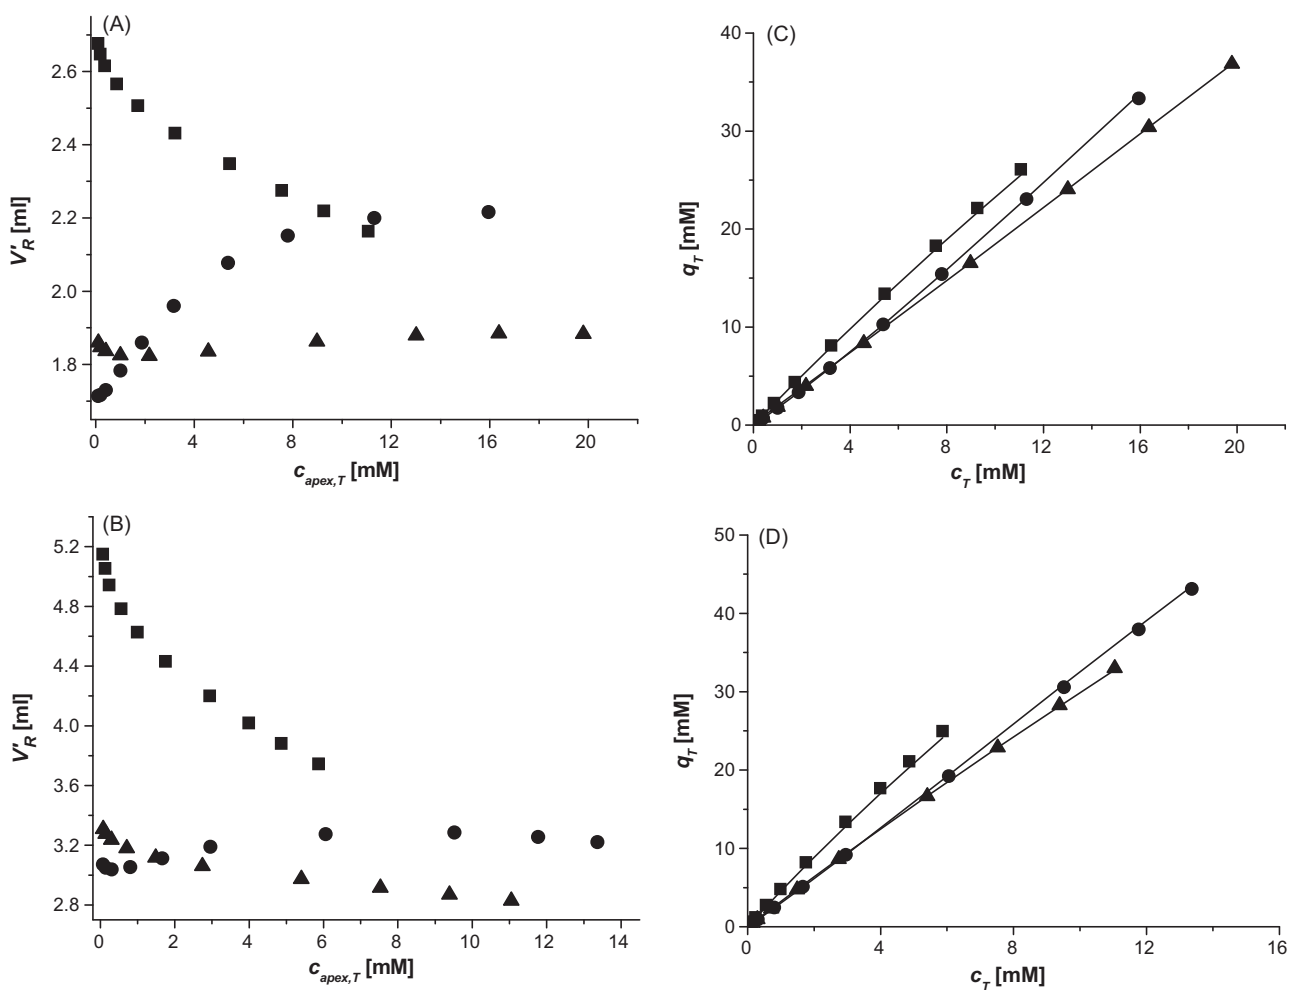 (A)
2.6
2.4
2.2
2.0
1.8
V'R [ml]
0 4 8 12 16 20
capex,T [mM]
(C)
40
30
20
10
0
qT [mM]
0 4 8 12 16 20
cT [mM]
(B)
5.2
4.8
4.4
4.0
3.6
3.2
2.8
V'R [ml]
0 2 4 6 8 10 12 14
capex,T [mM]
(D)
50
40
30
20
10
0
qT [mM]
0 4 8 12 16
cT [mM]